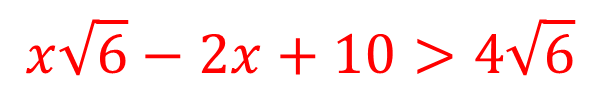 x√6 − 2x + 10 > 4√6